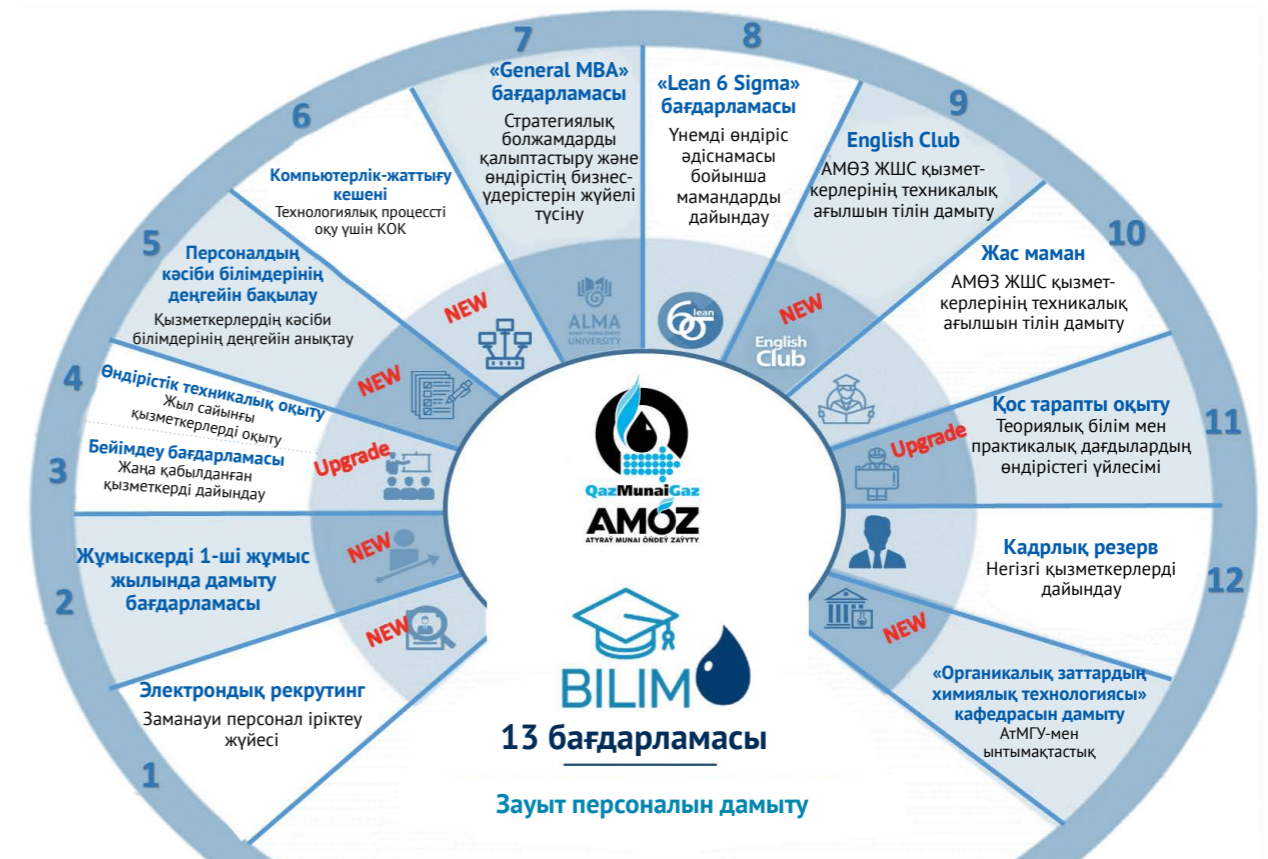 1
Электрондық рекрутинг
Заманауи персонал іріктеу
жүйесі
NEW
2
Жұмыскерді 1-ші жұмыс
жылында дамыту
бағдарламасы
NEW
3
Бейімдеу бағдарламасы
Жаңа қабылданған
қызметкерді дайындау
4
Өндірістік техникалық оқыту
Жыл сайынғы
қызметкерлерді оқыту
Upgrade
5
Персоналдың
кәсіби білімдерінің
деңгейін бақылау
Қызметкерлердің кәсіби
білімдерінің деңгейін анықтау
NEW
6
Компьютерлік-жаттығу
кешені
Технологиялық процессті
оқу үшін КОК
NEW
7
«General MBA»
бағдарламасы
Стратегиялық
болжамдарды
қалыптастыру және
өндірістің бизнес-
үдерістерін жүйелі
түсіну
ALMA
UNIVERSITY
8
«Lean 6 Sigma»
бағдарламасы
Үнемді өндіріс
әдіснамасы
бойынша
мамандарды
дайындау
lean
6σ
9
English Club
АМӨЗ ЖШС қызмет-
керлерінің техникалық
ағылшын тілін дамыту
NEW
English
Club
10
Жас маман
АМӨЗ ЖШС қызмет-
керлерінің техникалық
ағылшын тілін дамыту
11
Қос тарапты оқыту
Теориялық білім мен
практикалық дағдылардың
өндірістегі үйлесімі
Upgrade
12
Кадрлық резерв
Негізгі қызметкерлерді
дайындау
«Органикалық заттардың
химиялық технологиясы»
кафедрасын дамыту
АтМГУ-мен
ынтымақтастық
NEW
QazMunaiGaz
AMÓZ
ATYRAÝ MUNAI ÓŃDEÝ ZAÝYTY
BILIM
13 бағдарламасы
Зауыт персоналын дамыту